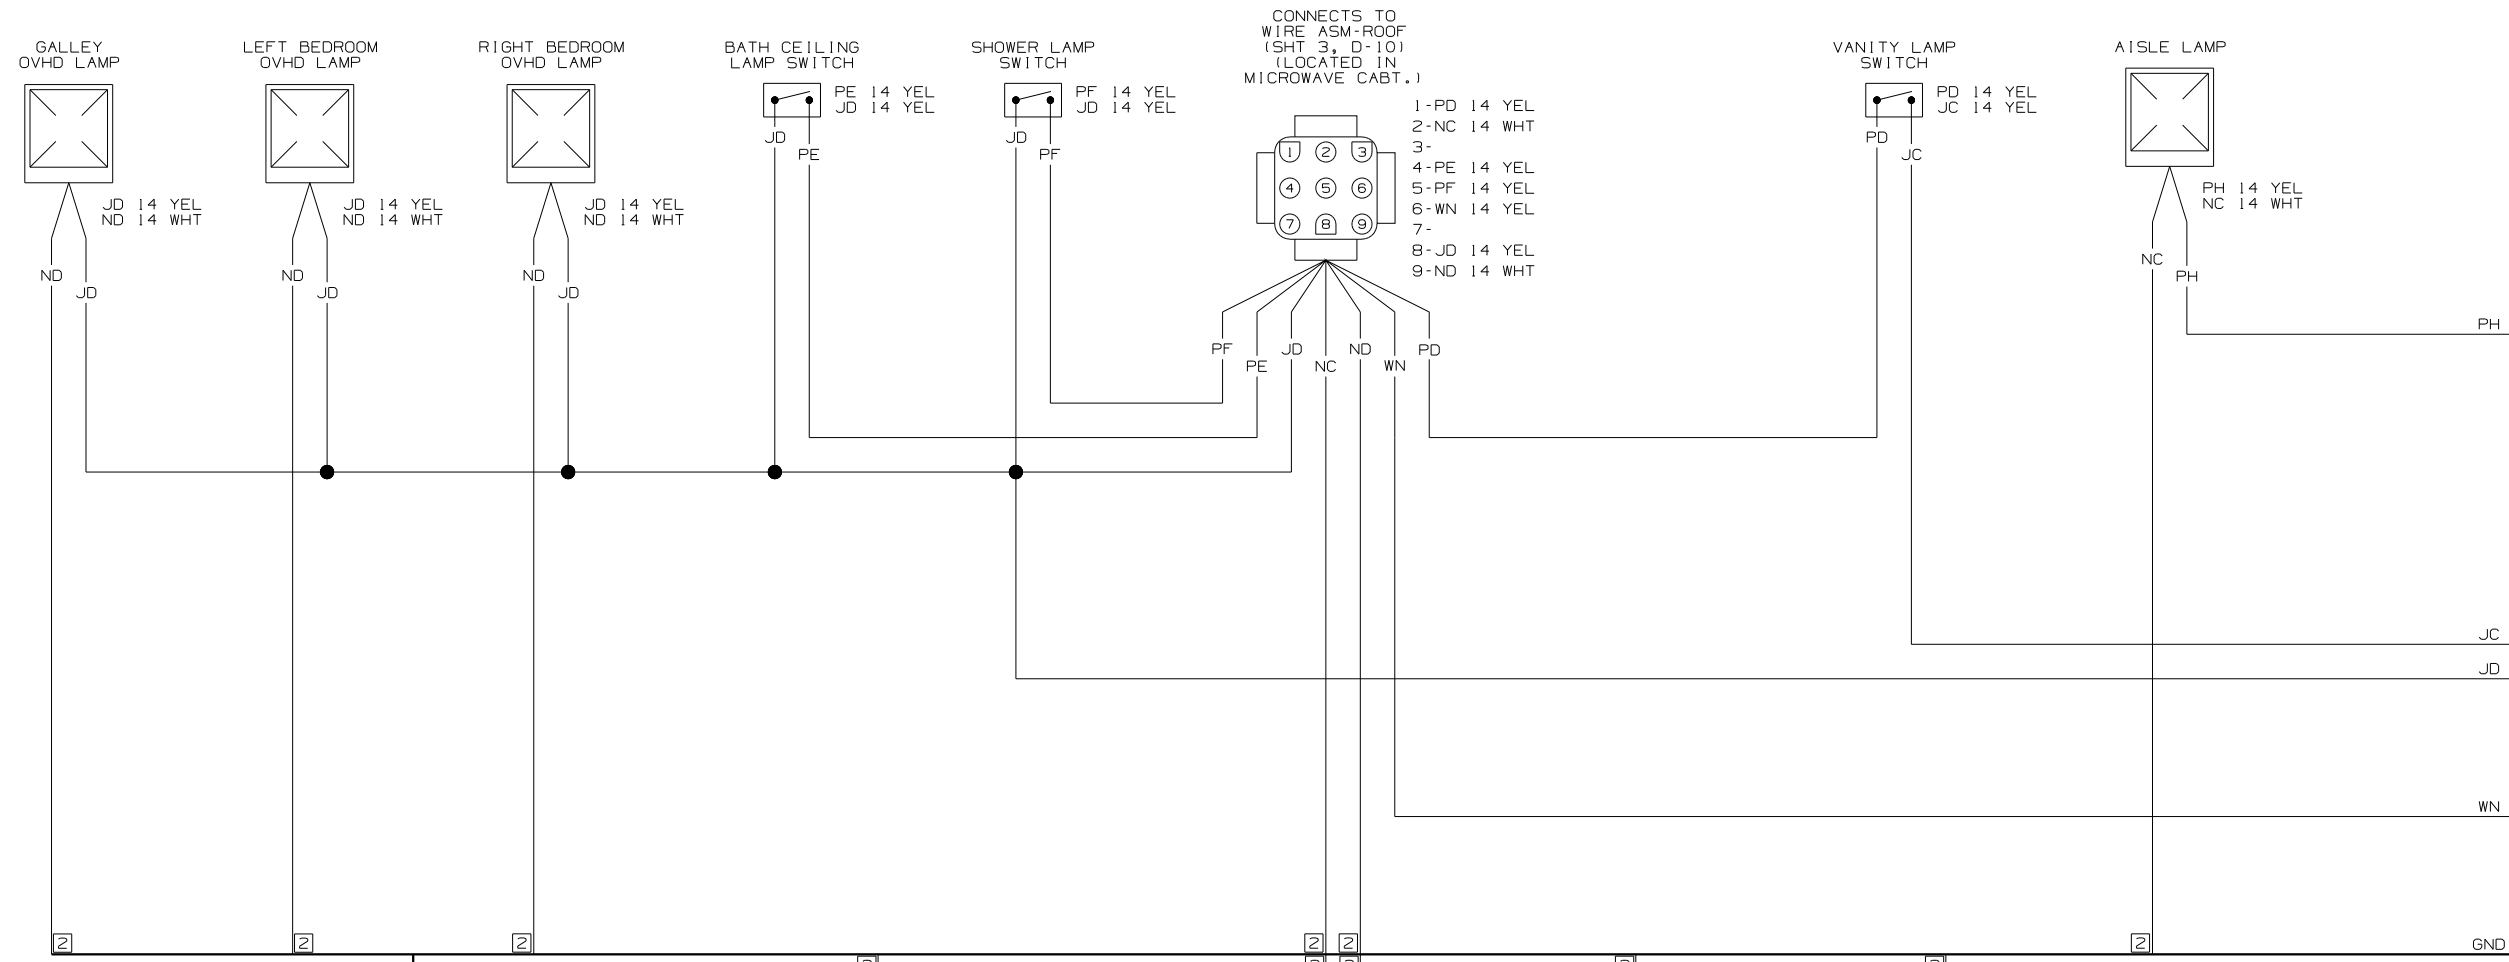 GALLEY
OVHD LAMP
JD 14 YEL
ND 14 WHT
ND
JD
LEFT BEDROOM
OVHD LAMP
JD 14 YEL
ND 14 WHT
ND
JD
RIGHT BEDROOM
OVHD LAMP
JD 14 YEL
ND 14 WHT
ND
JD
BATH CEILING
LAMP SWITCH
PE 14 YEL
JD 14 YEL
JD
PE
SHOWER LAMP
SWITCH
PF 14 YEL
JD 14 YEL
JD
PF
CONNECTS TO
WIRE ASM-ROOF
(SHT 3, D-10)
(LOCATED IN
MICROWAVE CABT.)
1 2 3
4 5 6
7 8 9
1-PD 14 YEL
2-NC 14 WHT
3-
4-PE 14 YEL
5-PF 14 YEL
6-WN 14 YEL
7-
8-JD 14 YEL
9-ND 14 WHT
PF
PE
JD
NC
ND
WN
PD
VANITY LAMP
SWITCH
PD 14 YEL
JC 14 YEL
PD
JC
AISLE LAMP
PH 14 YEL
NC 14 WHT
NC
PH
PH
JC
JD
WN
2
2
2
2
2
2
GND